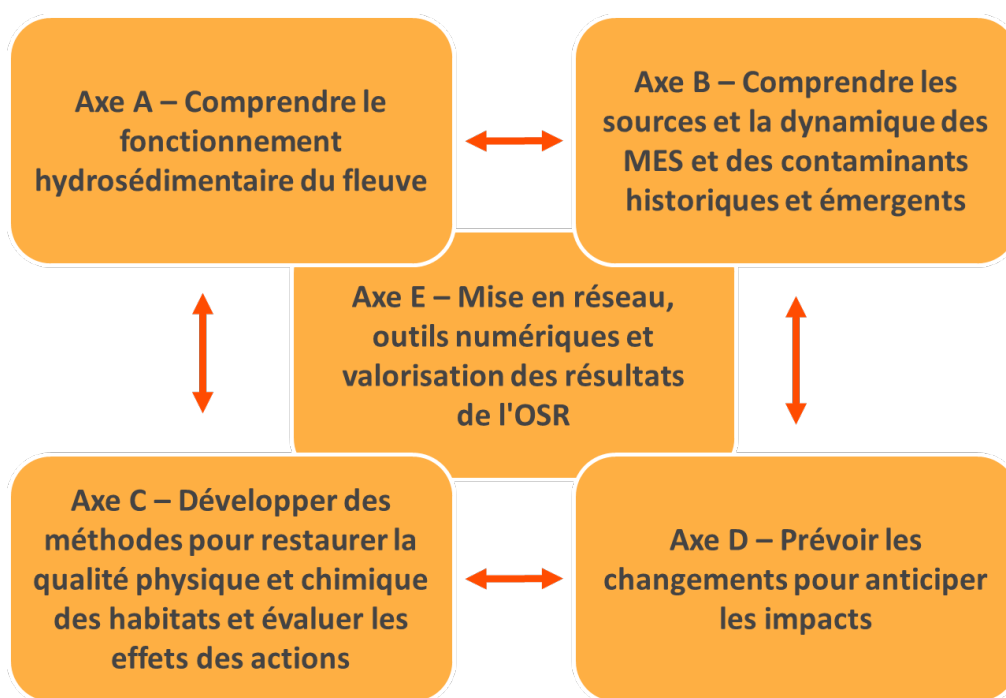 Axe A – Comprendre le
fonctionnement
hydrosédimentaire du fleuve
Axe B – Comprendre les
sources et la dynamique des
MES et des contaminants
historiques et émergents
Axe E – Mise en réseau,
outils numériques et
valorisation des résultats
de l'OSR
Axe C – Développer des
méthodes pour restaurer la
qualité physique et chimique
des habitats et évaluer les
effets des actions
Axe D – Prévoir les
changements pour anticiper
les impacts